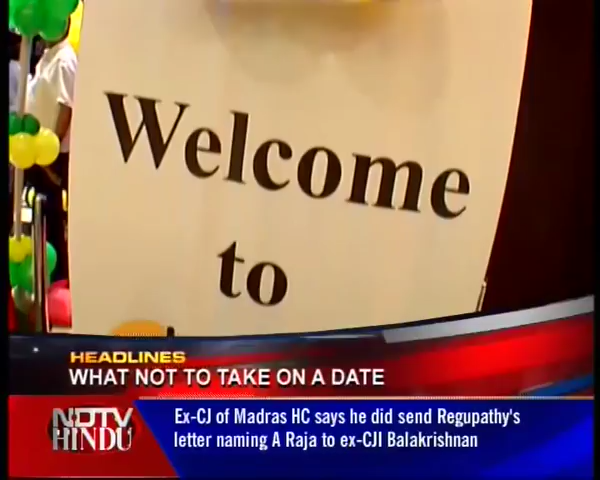 Welcome
to
HEADLINES
WHAT NOT TO TAKE ON A DATE
NDTV
HINDU
Ex-CJ of Madras HC says he did send Regupathy's
letter naming A Raja to ex-CJI Balakrishnan